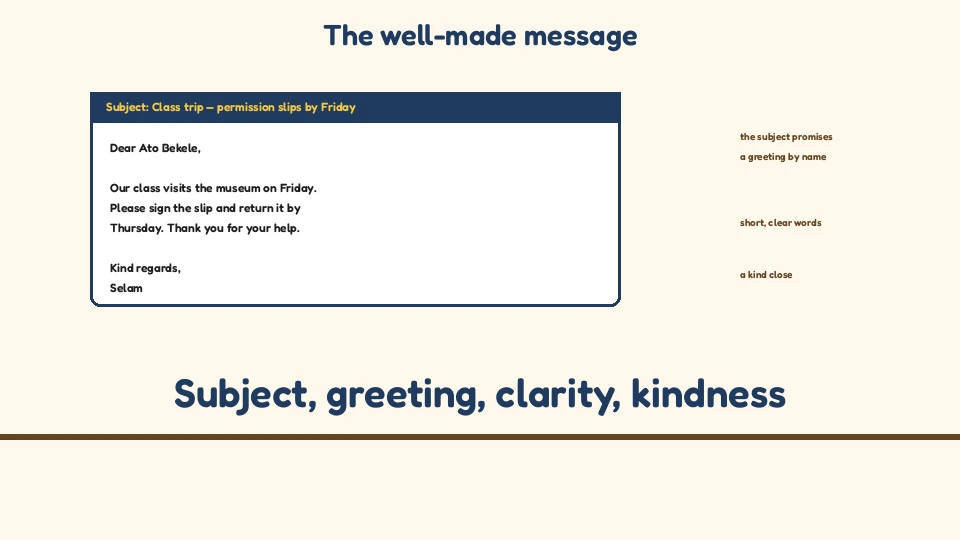 The well-made message
Subject: Class trip — permission slips by Friday
Dear Ato Bekele,
Our class visits the museum on Friday.
Please sign the slip and return it by
Thursday. Thank you for your help.
Kind regards,
Selam
the subject promises
a greeting by name
short, clear words
a kind close
Subject, greeting, clarity, kindness